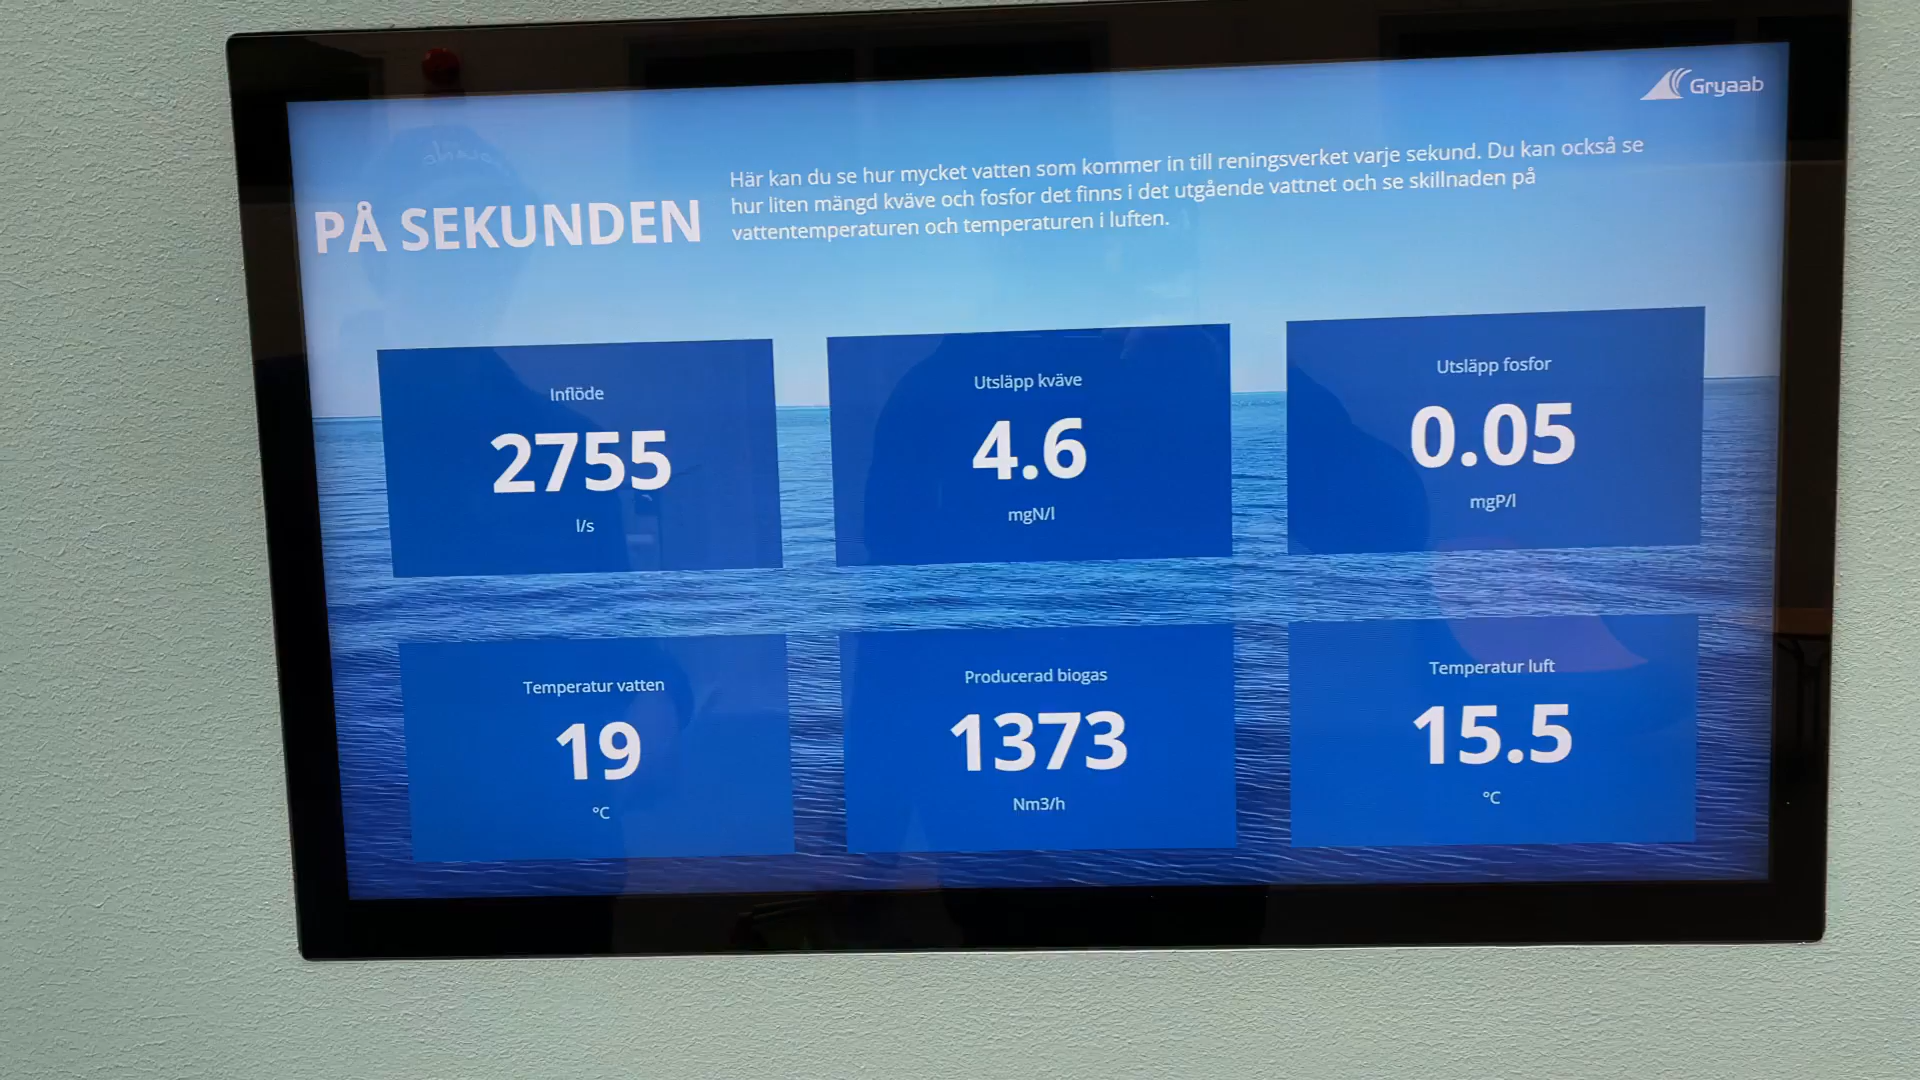 Gryaab
PÅ SEKUNDEN
Här kan du se hur mycket vatten som kommer in till reningsverket varje sekund. Du kan också se
hur liten mängd kväve och fosfor det finns i det utgående vattnet och se skillnaden på
vattentemperaturen och temperaturen i luften.
Inflöde
2755
l/s
Utsläpp kväve
4.6
mgN/l
Utsläpp fosfor
0.05
mgP/l
Temperatur vatten
19
°C
Producerad biogas
1373
Nm3/h
Temperatur luft
15.5
°C